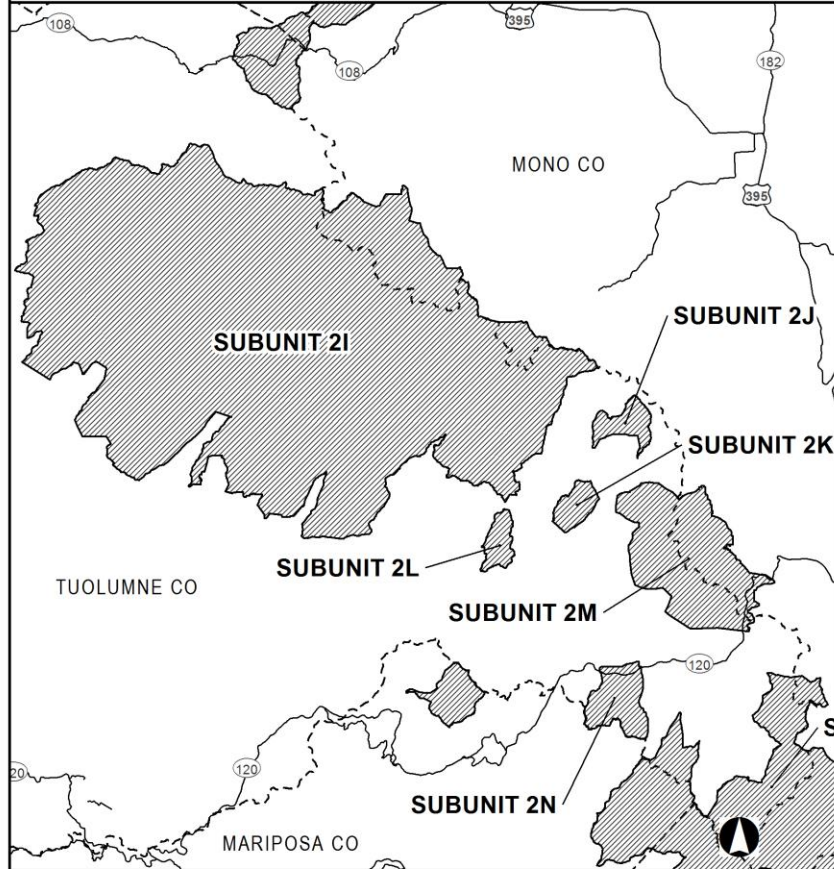 108
395
108
182
MONO CO
395
SUBUNIT 2I
SUBUNIT 2J
SUBUNIT 2K
SUBUNIT 2L
TUOLUMNE CO
SUBUNIT 2M
120
S
20
120
SUBUNIT 2N
MARIPOSA CO